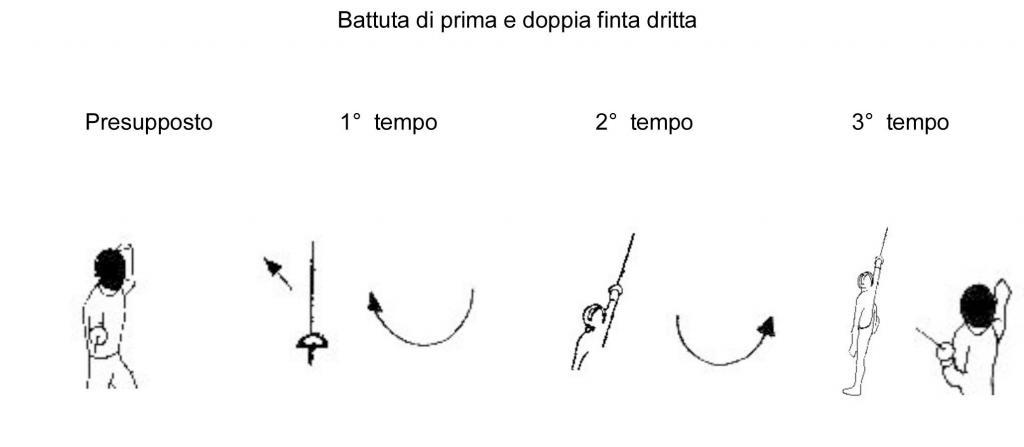 Battuta di prima e doppia finta dritta
Presupposto 1° tempo 2° tempo 3° tempo